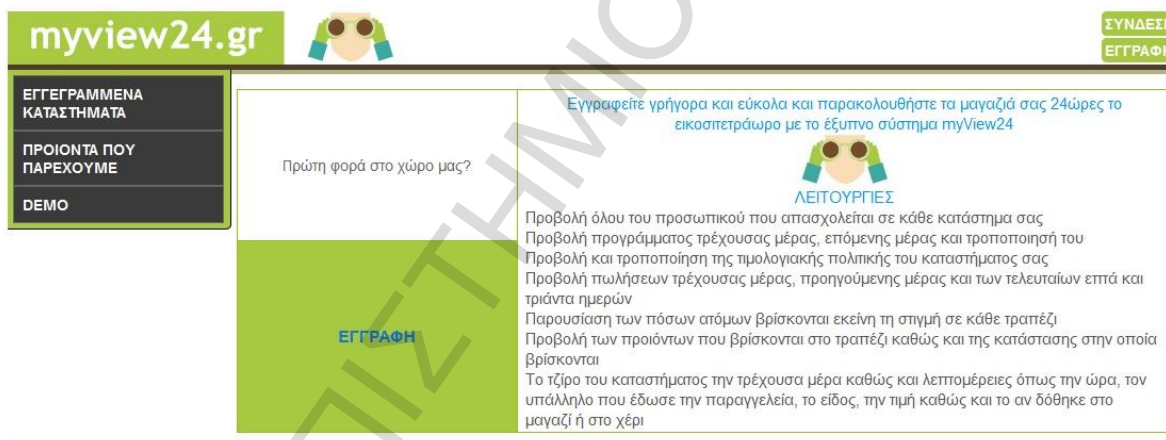 myview24.gr
ΣΥΝΔΕΣΗ
ΕΓΓΡΑΦΗ
ΕΓΓΕΓΡΑΜΜΕΝΑ
ΚΑΤΑΣΤΗΜΑΤΑ
ΠΡΟΙΟΝΤΑ ΠΟΥ
ΠΑΡΕΧΟΥΜΕ
DEMO
Πρώτη φορά στο χώρο μας?
ΕΓΓΡΑΦΗ
Εγγραφείτε γρήγορα και εύκολα και παρακολουθήστε τα μαγαζιά σας 24ώρες το
εικοσιτετράωρο με το έξυπνο σύστημα myView24
ΛΕΙΤΟΥΡΓΙΕΣ
Προβολή όλου του προσωπικού που απασχολείται σε κάθε κατάστημα σας
Προβολή προγράμματος τρέχουσας μέρας, επόμενης μέρας και τροποποιησή του
Προβολή και τροποποίηση της τιμολογιακής πολιτικής του καταστήματος σας
Προβολή πωλήσεων τρέχουσας μέρας, προηγούμενης μέρας και των τελευταίων επτά και
τριάντα ημερών
Παρουσίαση των πόσων ατόμων βρίσκονται εκείνη τη στιγμή σε κάθε τραπέζι
Προβολή των προιόντων που βρίσκονται στο τραπέζι καθώς και της κατάστασης στην οποία
βρίσκονται
Το τζίρο του καταστήματος την τρέχουσα μέρα καθώς και λεπτομέρειες όπως την ώρα, τον
υπάλληλο που έδωσε την παραγγελεία, το είδος, την τιμή καθώς και το αν δόθηκε στο
μαγαζί ή στο χέρι